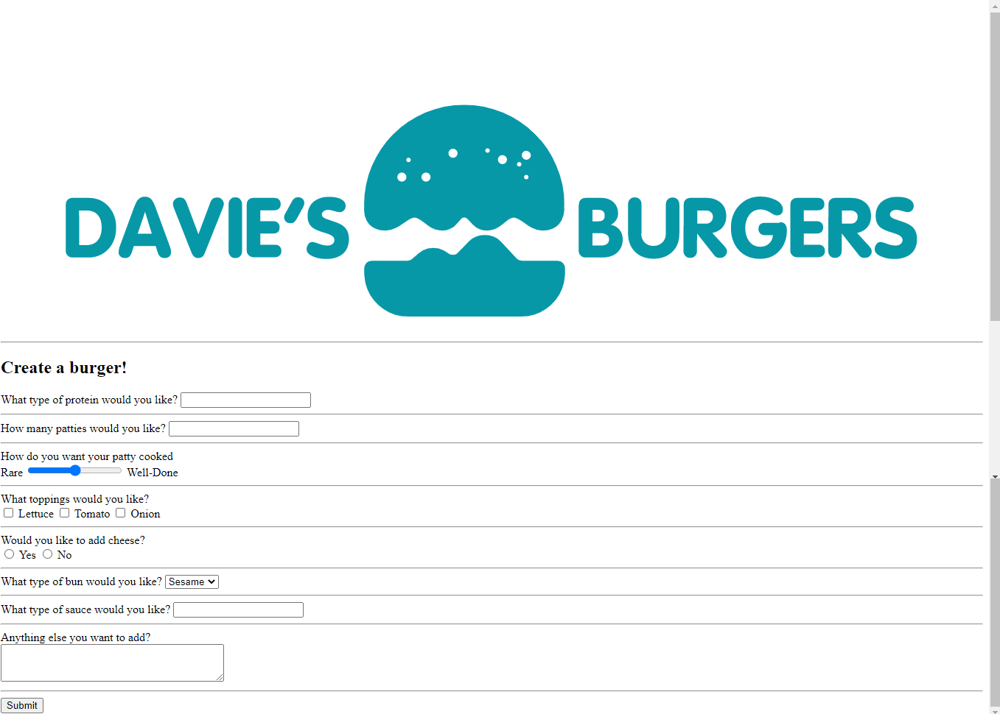 DAVIE'S BURGERS
Create a burger!
What type of protein would you like?
How many patties would you like?
How do you want your patty cooked
Rare Well-Done
What toppings would you like?
Lettuce Tomato Onion
Would you like to add cheese?
Yes No
What type of bun would you like? Sesame
What type of sauce would you like?
Anything else you want to add?
Submit